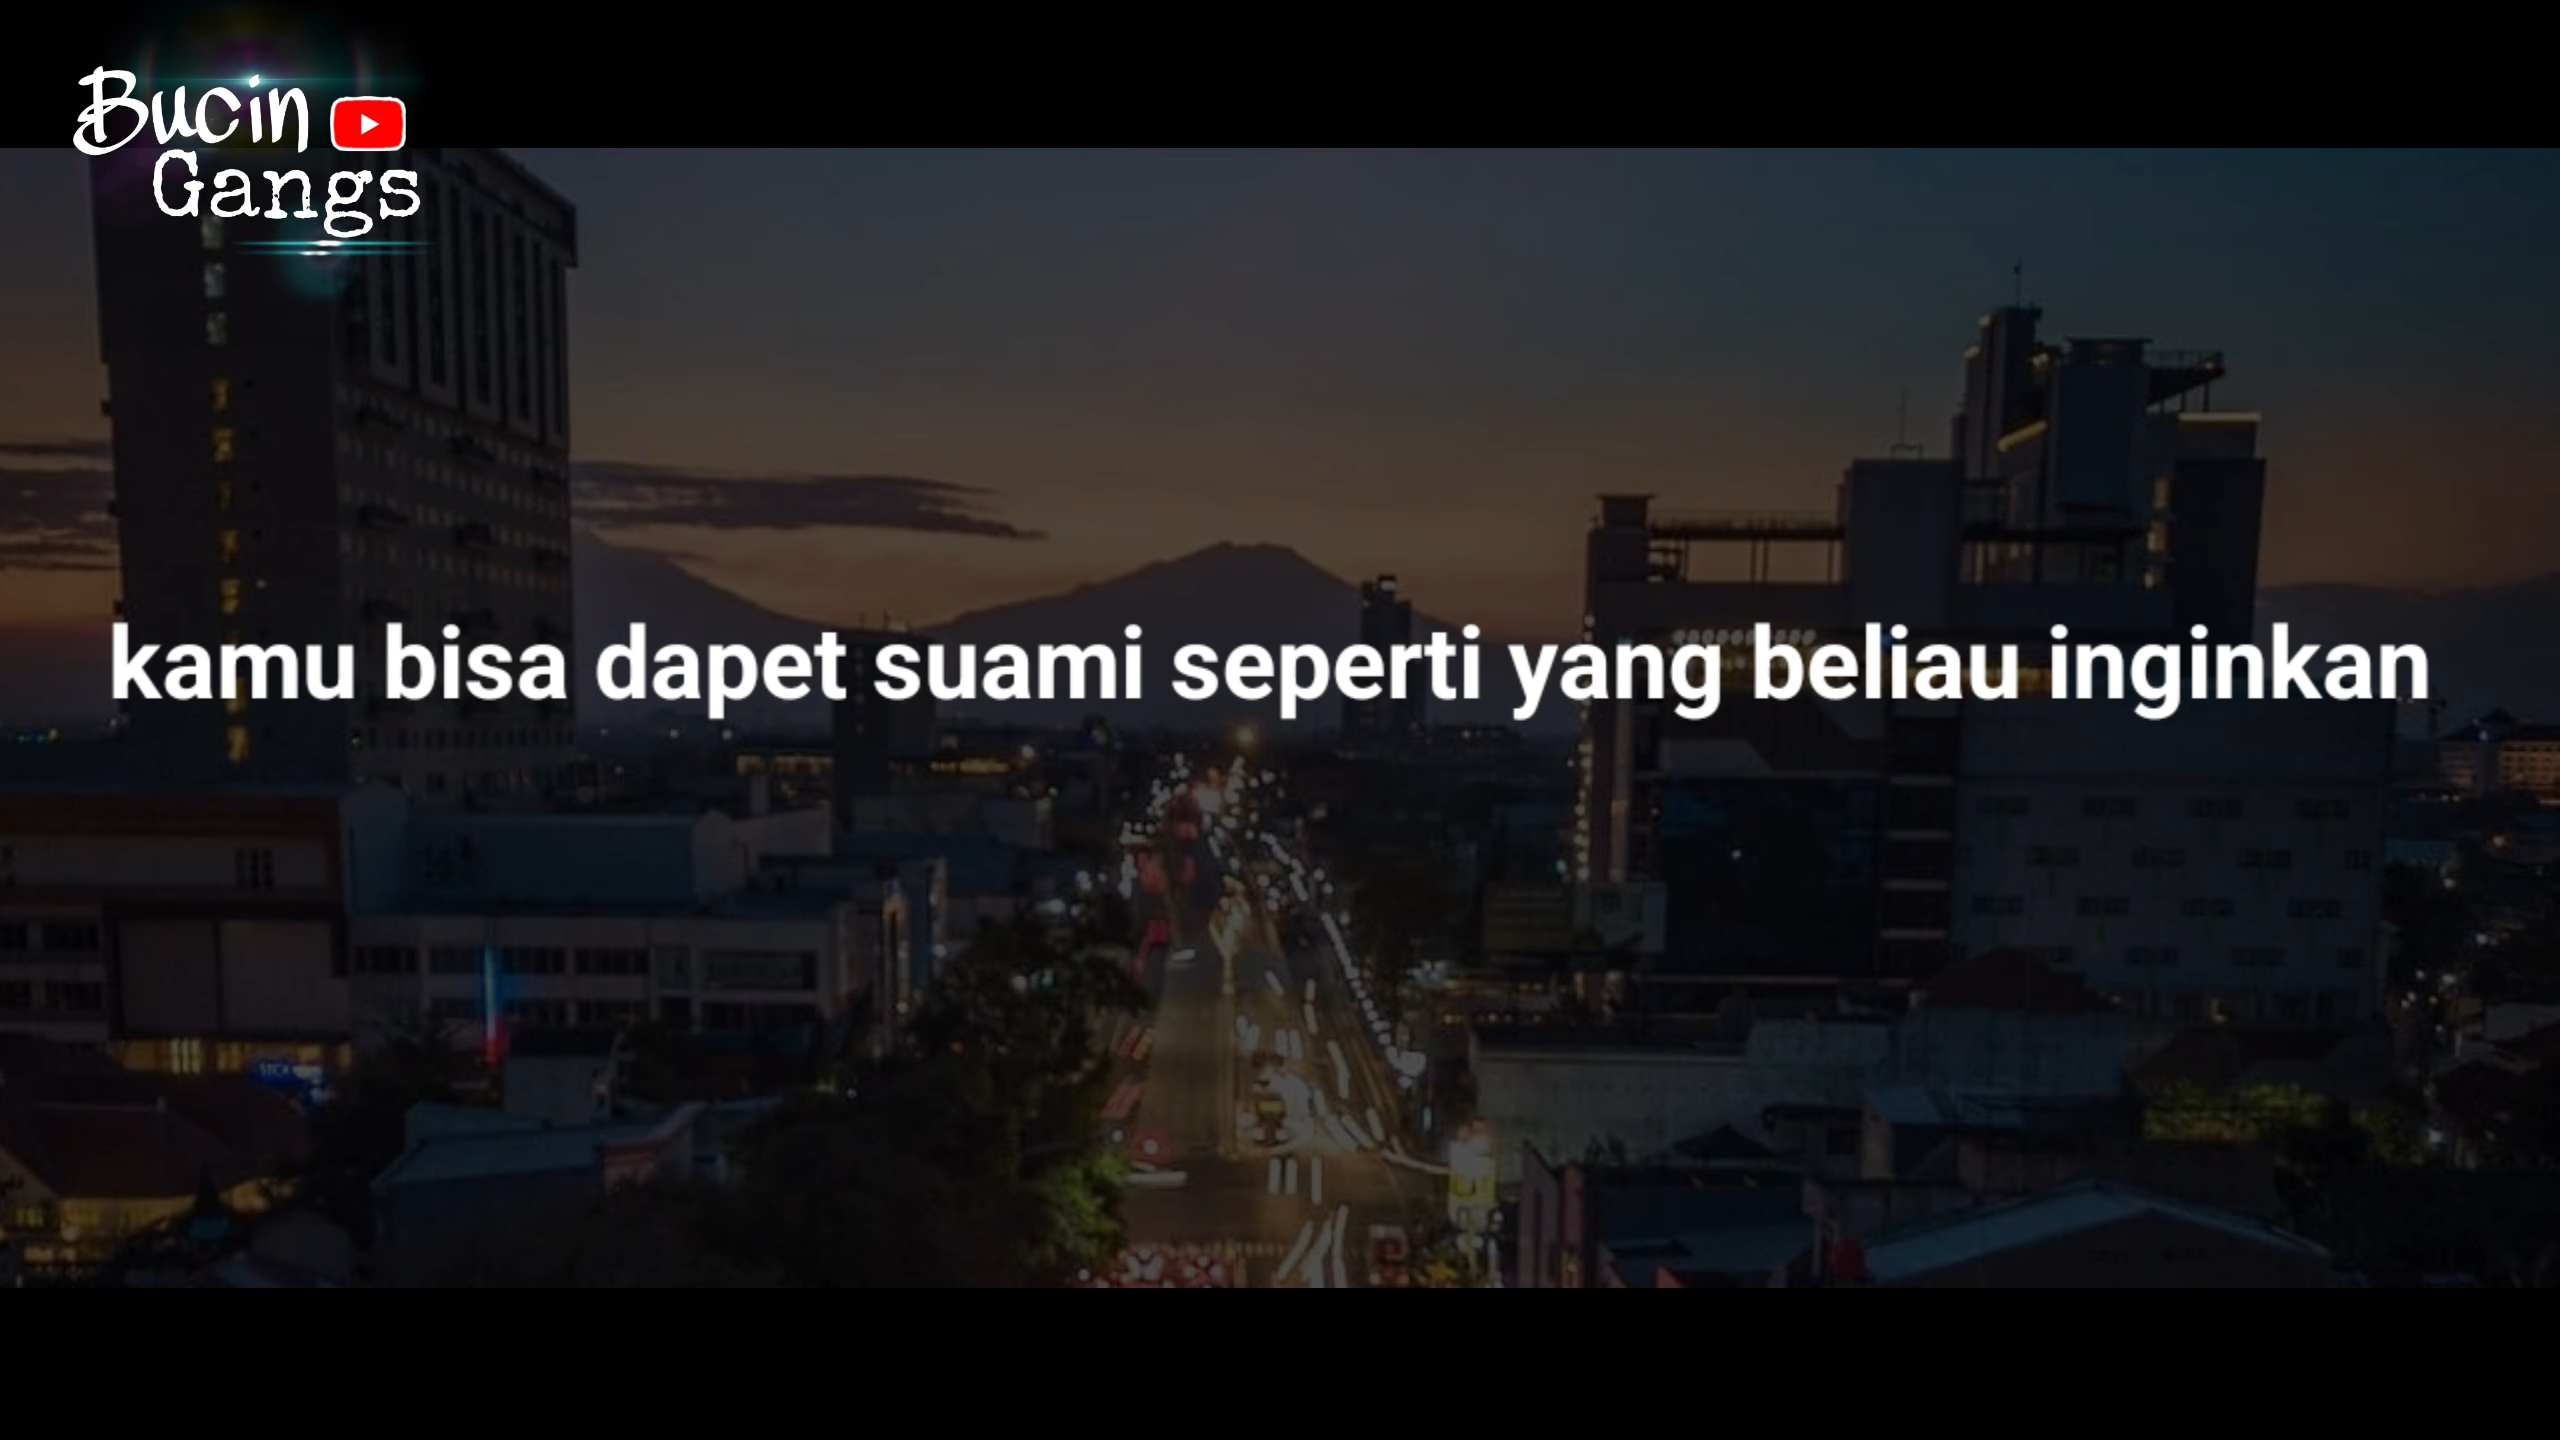 Bucin
Gangs
kamu bisa dapet suami seperti yang beliau inginkan